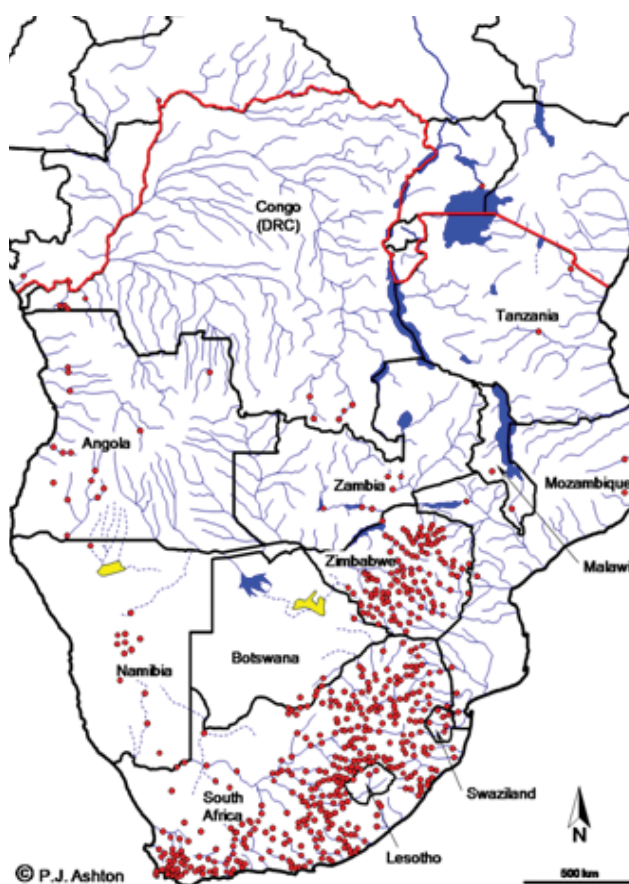 Congo
(DRC)
Tanzania
Angola
Zambia
Mozambique
Malawi
Zimbabwe
Namibia
Botswana
Swaziland
South
Africa
Lesotho
N
© P.J. Ashton
500 km